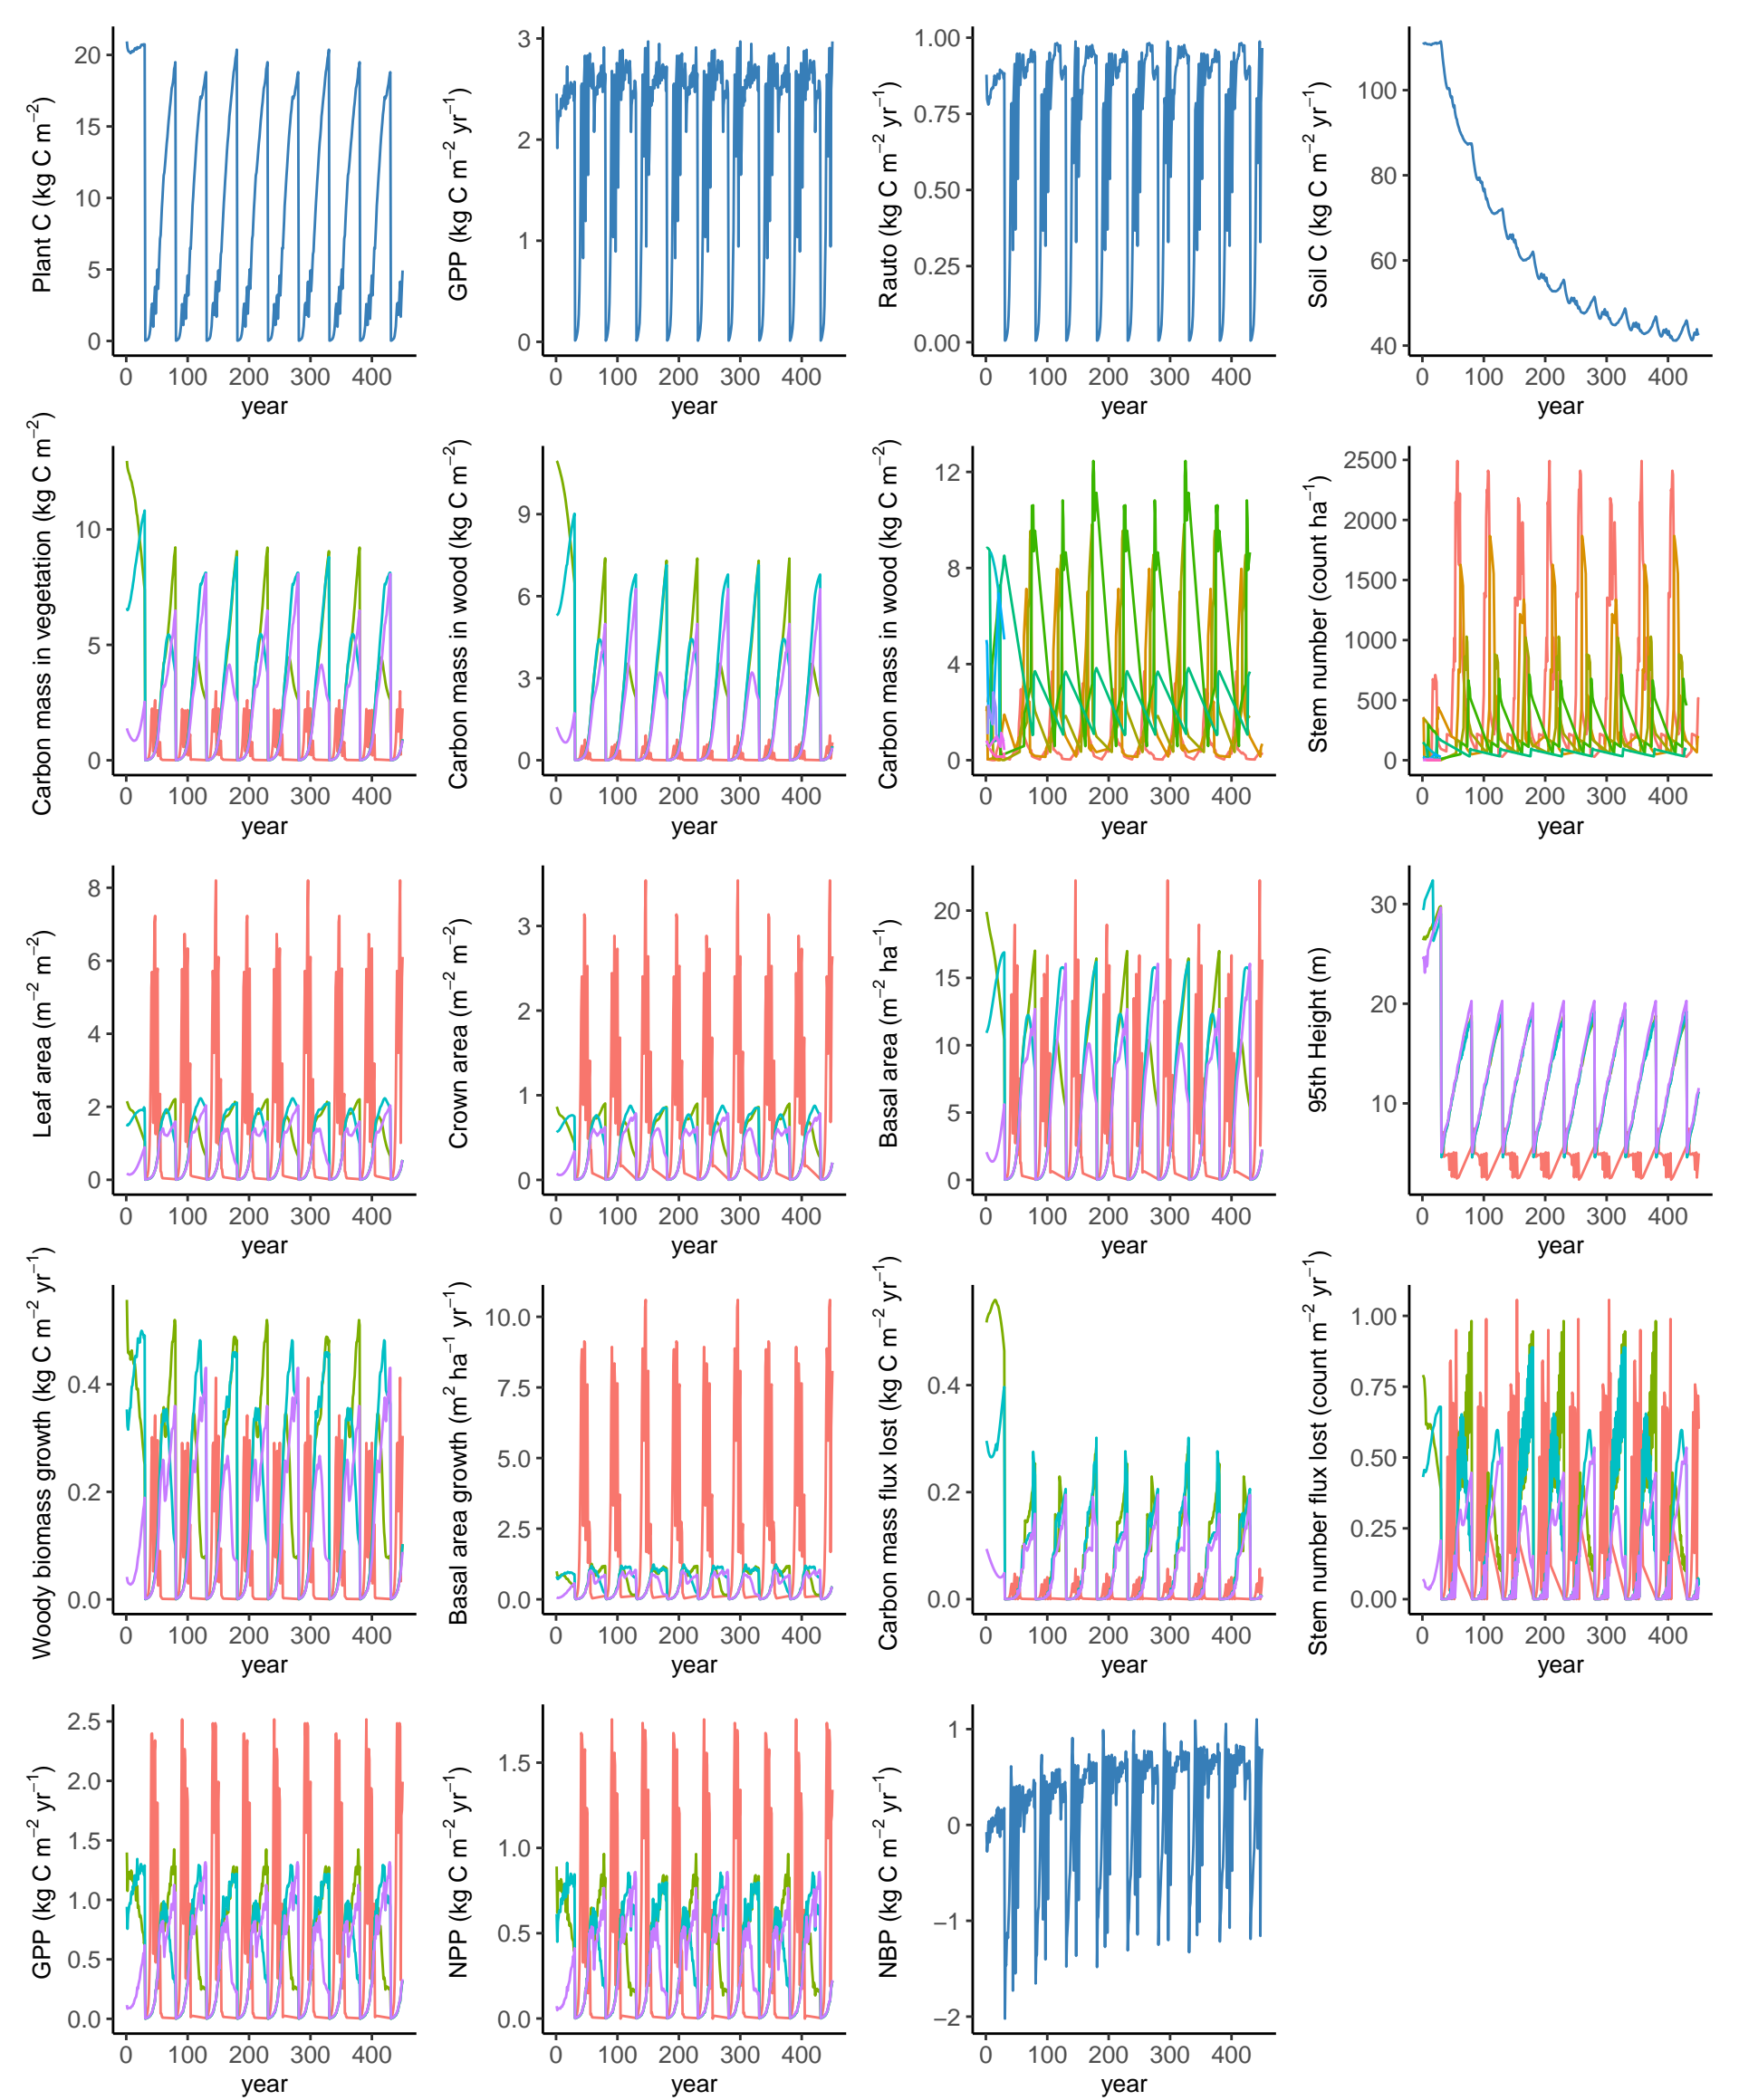 Plant C (kg C m⁻²)
20
15
10
5
0
0 100 200 300 400
year
GPP (kg C m⁻² yr⁻¹)
3
2
1
0
0 100 200 300 400
year
Rauto (kg C m⁻² yr⁻¹)
1.00
0.75
0.50
0.25
0.00
0 100 200 300 400
year
Soil C (kg C m⁻² yr⁻¹)
100
80
60
40
0 100 200 300 400
year
Carbon mass in vegetation (kg C m⁻²)
10
5
0
0 100 200 300 400
year
Carbon mass in wood (kg C m⁻²)
9
6
3
0
0 100 200 300 400
year
Carbon mass in wood (kg C m⁻²)
12
8
4
0
0 100 200 300 400
year
Stem number (count ha⁻¹)
2500
2000
1500
1000
500
0
0 100 200 300 400
year
Leaf area (m⁻² m⁻²)
8
6
4
2
0
0 100 200 300 400
year
Crown area (m⁻² m⁻²)
3
2
1
0
0 100 200 300 400
year
Basal area (m⁻² ha⁻¹)
20
15
10
5
0
0 100 200 300 400
year
95th Height (m)
30
20
10
0 100 200 300 400
year
Woody biomass growth (kg C m⁻² yr⁻¹)
0.4
0.2
0.0
0 100 200 300 400
year
Basal area growth (m² ha⁻¹ yr⁻¹)
10.0
7.5
5.0
2.5
0.0
0 100 200 300 400
year
Carbon mass flux lost (kg C m⁻² yr⁻¹)
0.4
0.2
0.0
0 100 200 300 400
year
Stem number flux lost (count m⁻² yr⁻¹)
1.00
0.75
0.50
0.25
0.00
0 100 200 300 400
year
GPP (kg C m⁻² yr⁻¹)
2.5
2.0
1.5
1.0
0.5
0.0
0 100 200 300 400
year
NPP (kg C m⁻² yr⁻¹)
1.5
1.0
0.5
0.0
0 100 200 300 400
year
NBP (kg C m⁻² yr⁻¹)
1
0
−1
−2
0 100 200 300 400
year